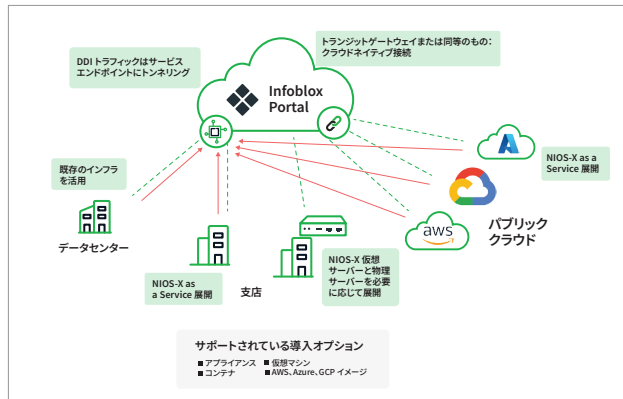 トランジットゲートウェイまたは同等のもの：
クラウドネイティブ接続
DDI トラフィックはサービス
エンドポイントにトンネリング
Infoblox
Portal
NIOS-X as a
Service 展開
既存のインフラ
を活用
aws
パブリック
クラウド
データセンター
NIOS-X as
a Service 展開
支店
NIOS-X 仮想
サーバーと物理
サーバーを必要
に応じて展開
サポートされている導入オプション
■ アプライアンス ■ 仮想マシン
■ コンテナ ■ AWS、Azure、GCP イメージ